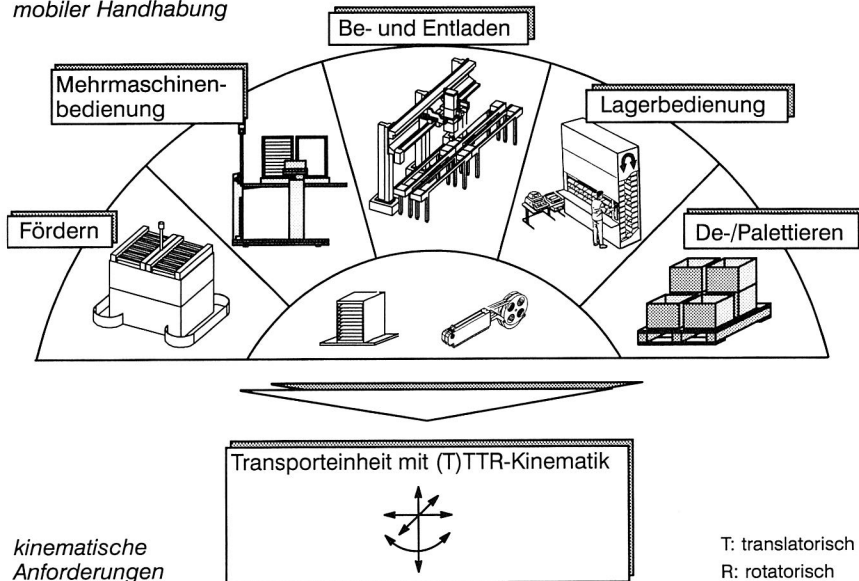 mobiler Handhabung
Be- und Entladen
Mehrmaschinen-
bedienung
Lagerbedienung
Fördern
De-/Palettieren
Transporteinheit mit (T)TTR-Kinematik
kinematische
Anforderungen
T: translatorisch
R: rotatorisch